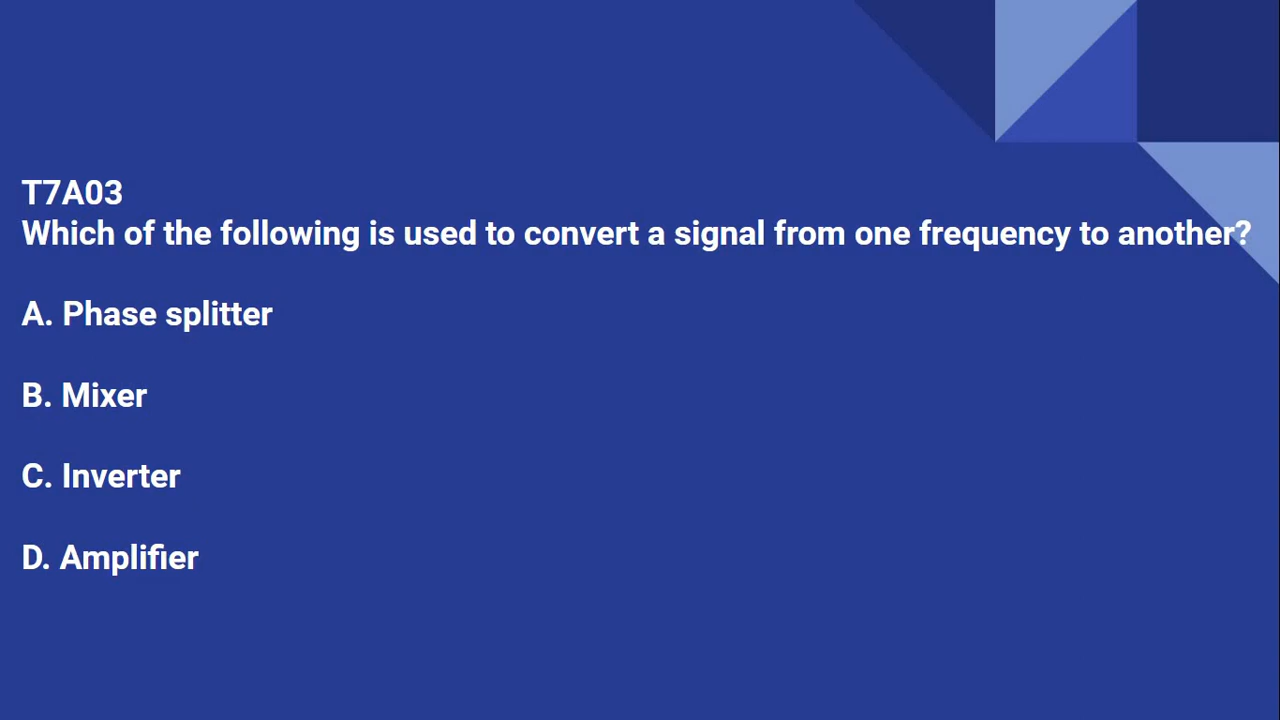 T7A03
Which of the following is used to convert a signal from one frequency to another?
A. Phase splitter
B. Mixer
C. Inverter
D. Amplifier